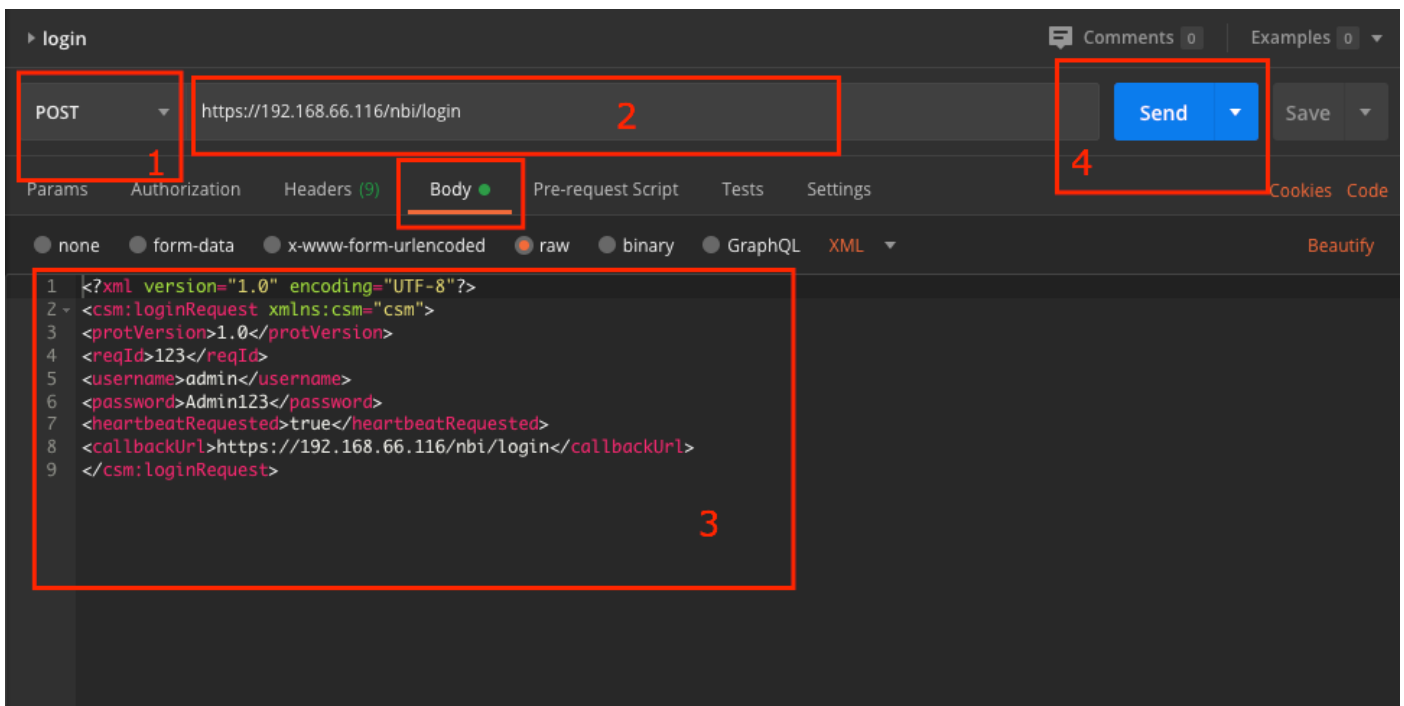 login Comments 0 Examples 0
POST https://192.168.66.116/nbi/login 2 Send Save
1 4
Params Authorization Headers (9) Body Pre-request Script Tests Settings Cookies Code
none form-data x-www-form-urlencoded raw binary GraphQL XML Beautify
1 <?xml version="1.0" encoding="UTF-8"?>
2 <csm:loginRequest xmlns:csm="csm">
3 <protVersion>1.0</protVersion>
4 <reqId>123</reqId>
5 <username>admin</username>
6 <password>Admin123</password>
7 <heartbeatRequested>true</heartbeatRequested>
8 <callbackUrl>https://192.168.66.116/nbi/login</callbackUrl>
9 </csm:loginRequest>
3